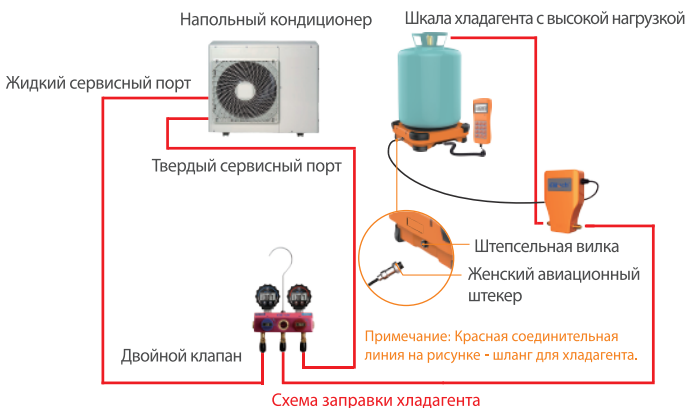 Напольный кондиционер
Шкала хладагента с высокой нагрузкой
Жидкий сервисный порт
Твердый сервисный порт
Штепсельная вилка
Женский авиационный
штекер
Примечание: Красная соединительная
линия на рисунке - шланг для хладагента.
Двойной клапан
Схема заправки хладагента